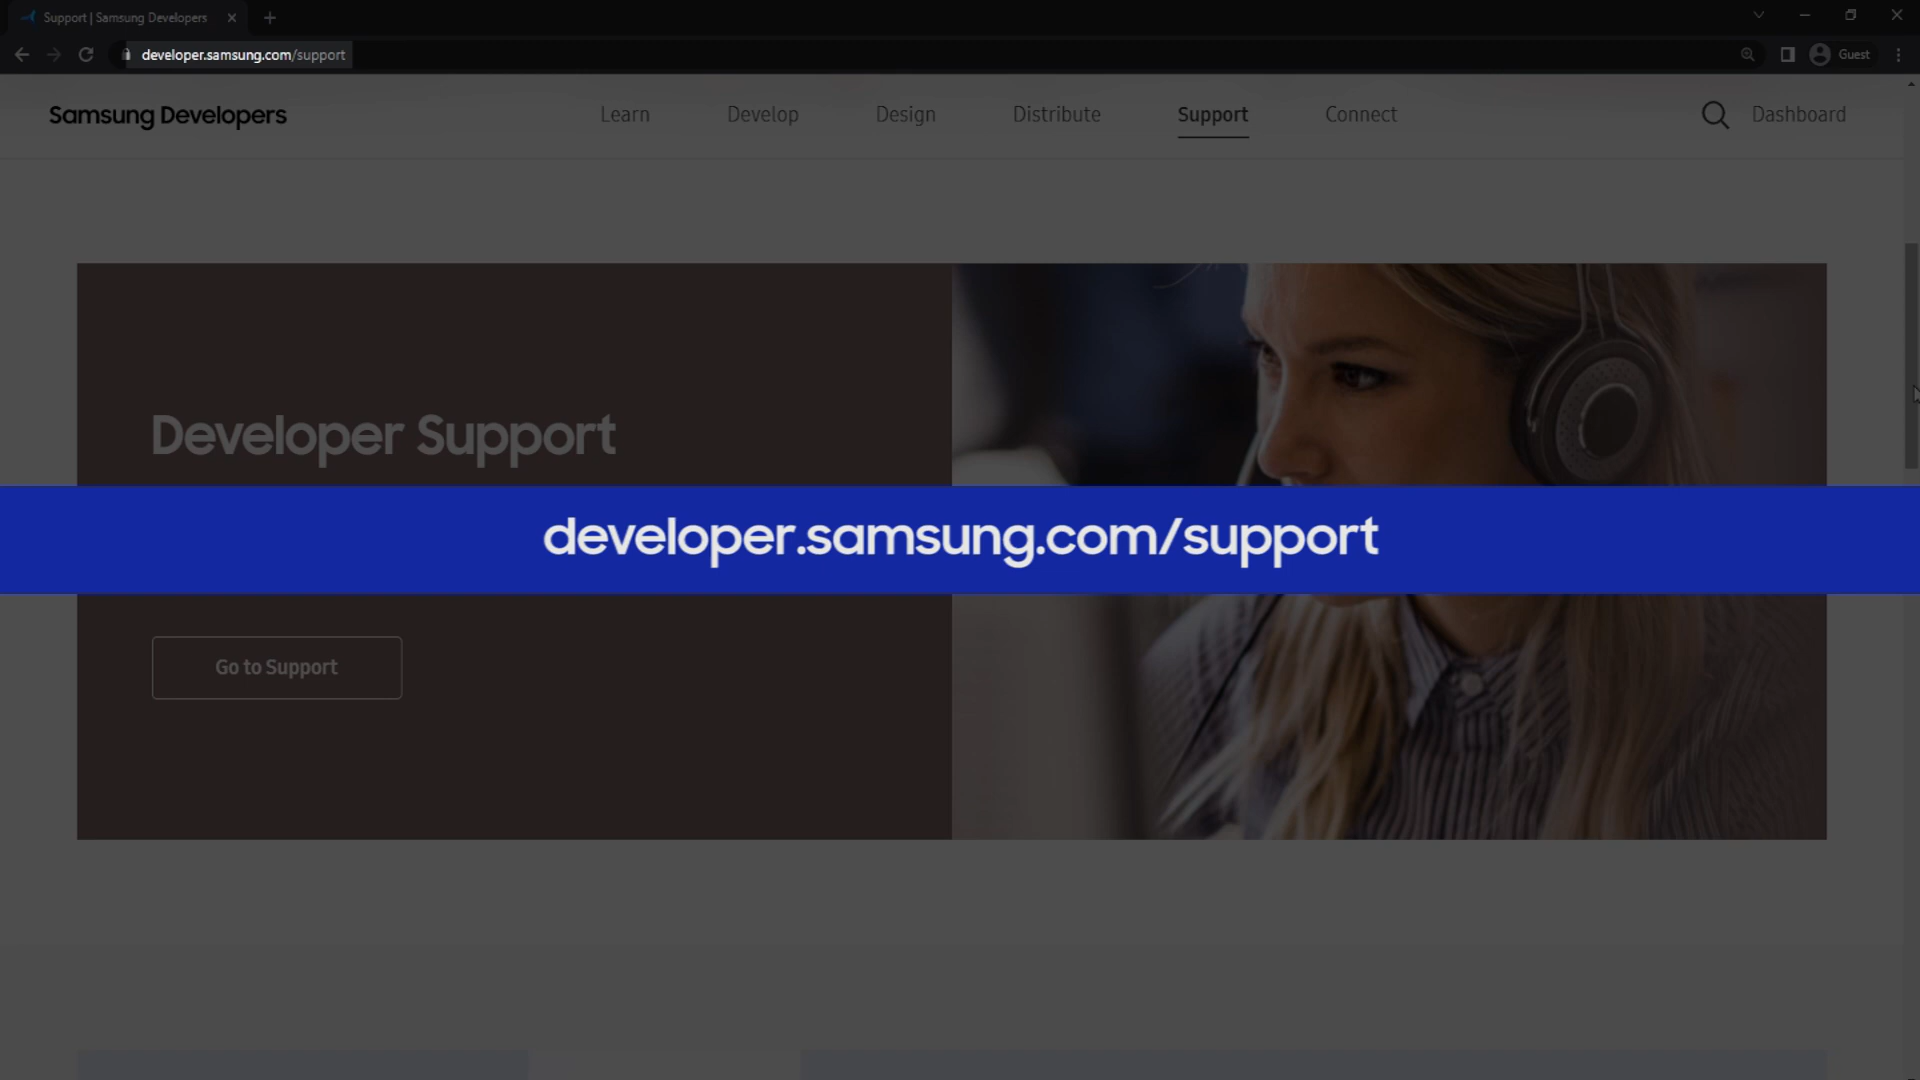 Support | Samsung Developers
developer.samsung.com/support
Guest
Samsung Developers
Learn
Develop
Design
Distribute
Support
Connect
Dashboard
Developer Support
developer.samsung.com/support
Go to Support